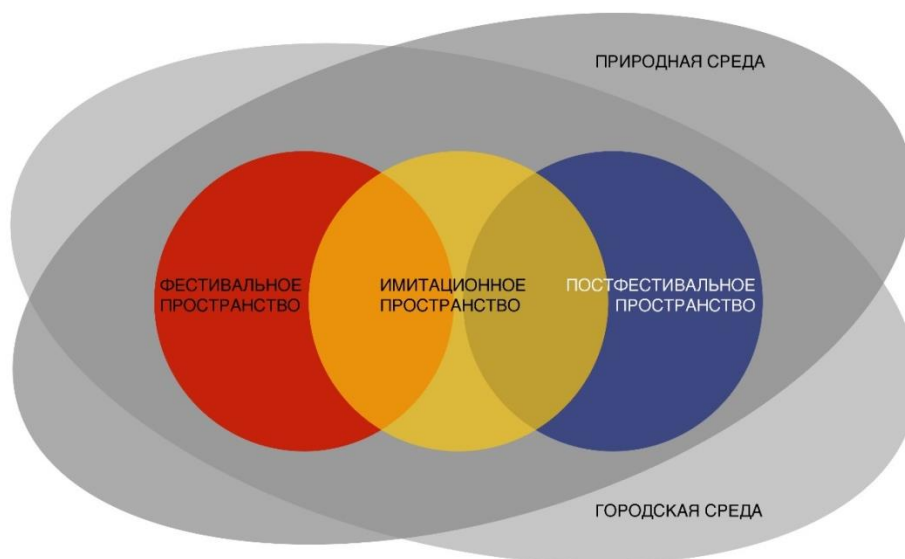 ПРИРОДНАЯ СРЕДА
ФЕСТИВАЛЬНОЕ
ПРОСТРАНСТВО
ИМИТАЦИОННОЕ
ПРОСТРАНСТВО
ПОСТФЕСТИВАЛЬНОЕ
ПРОСТРАНСТВО
ГОРОДСКАЯ СРЕДА